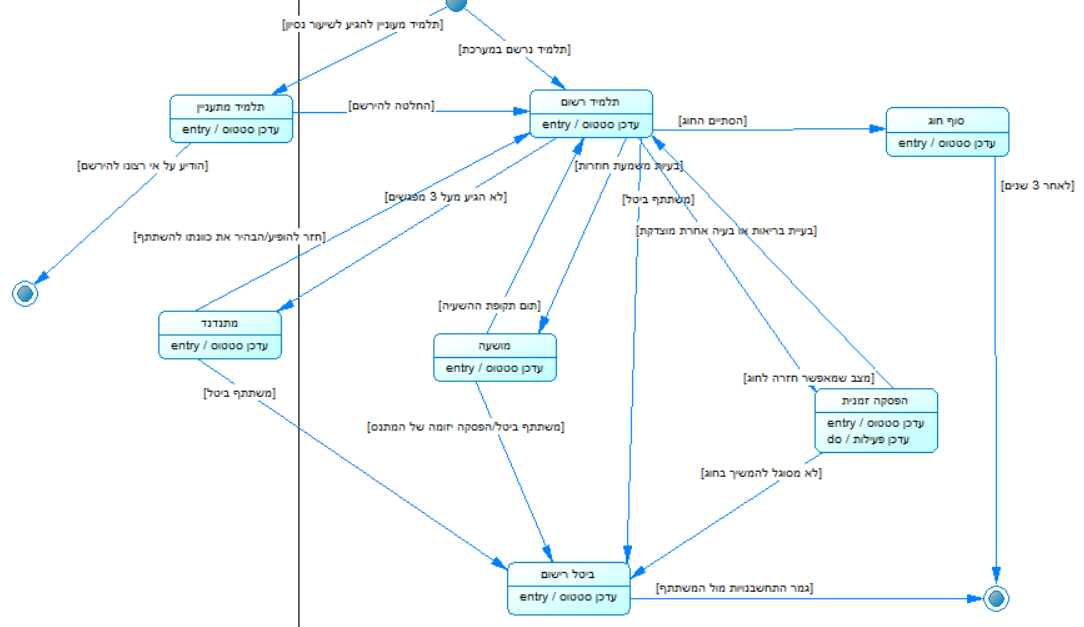 [תלמיד מעוניין להגיע לשיעור נסיון]
[תלמיד נרשם במערכת]
תלמיד מתעניין
entry / עדכן סטטוס
[החלטה להירשם]
תלמיד רשום
entry / עדכן סטטוס
[הסתיים החוג]
סוף חוג
entry / עדכן סטטוס
[הודיע על אי רצונו להירשם]
[בעיות משמעת חוזרות]
[לאחר 3 שנים]
[לא הגיע מעל 3 מפגשים]
[משתתף ביטל]
[חזר להופיע/הבהיר את כוונתו להשתתף]
[בעיית בריאות או בעיה אחרת מוצדקת]
[תום תקופת ההשעיה]
מתנדנד
entry / עדכן סטטוס
מושעה
entry / עדכן סטטוס
[מצב שמאפשר חזרה לחוג]
[משתתף ביטל]
הפסקה זמנית
entry / עדכן סטטוס
do / עדכן פעילות
[משתתף ביטל/הפסקה יזומה של המתנס]
[לא מסוגל להמשיך בחוג]
ביטל רישום
entry / עדכן סטטוס
[גמר התחשבנויות מול המשתתף]